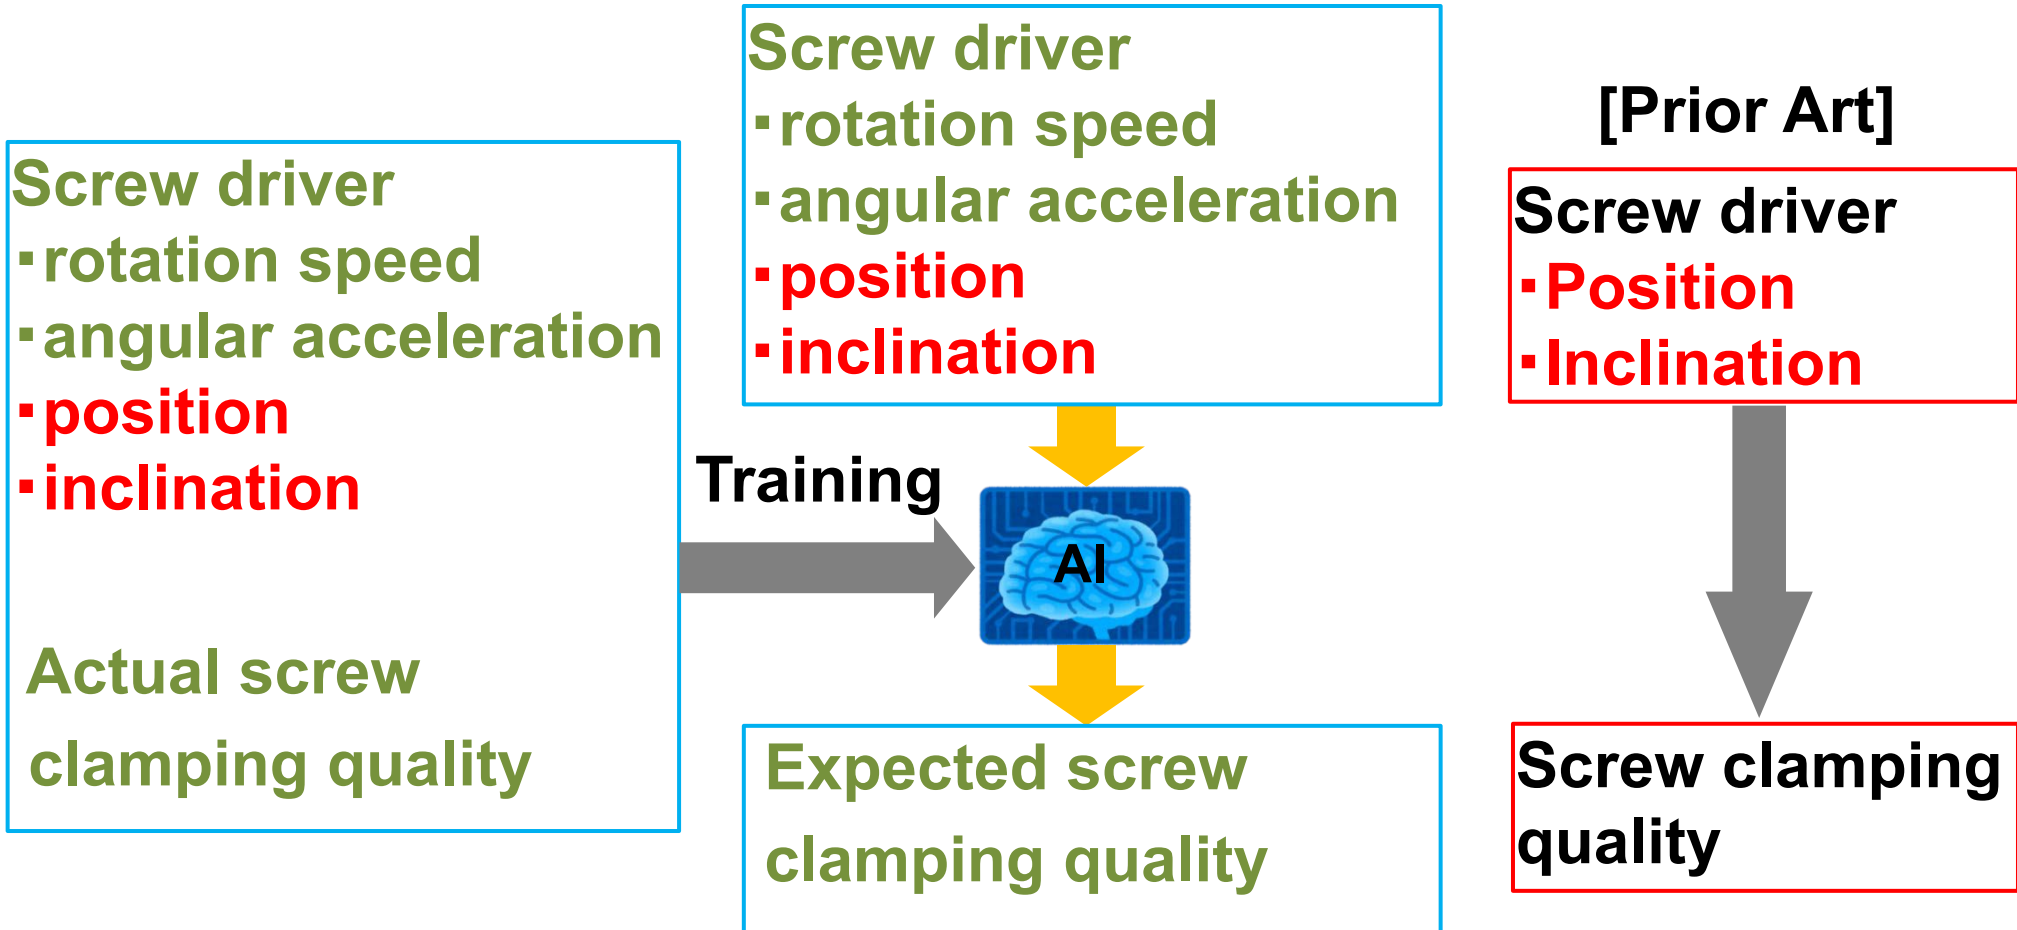 Screw driver
▪rotation speed
▪angular acceleration
▪position
▪inclination
Actual screw
clamping quality
Training
Screw driver
▪rotation speed
▪angular acceleration
▪position
▪inclination
AI
Expected screw
clamping quality
[Prior Art]
Screw driver
▪Position
▪Inclination
Screw clamping
quality